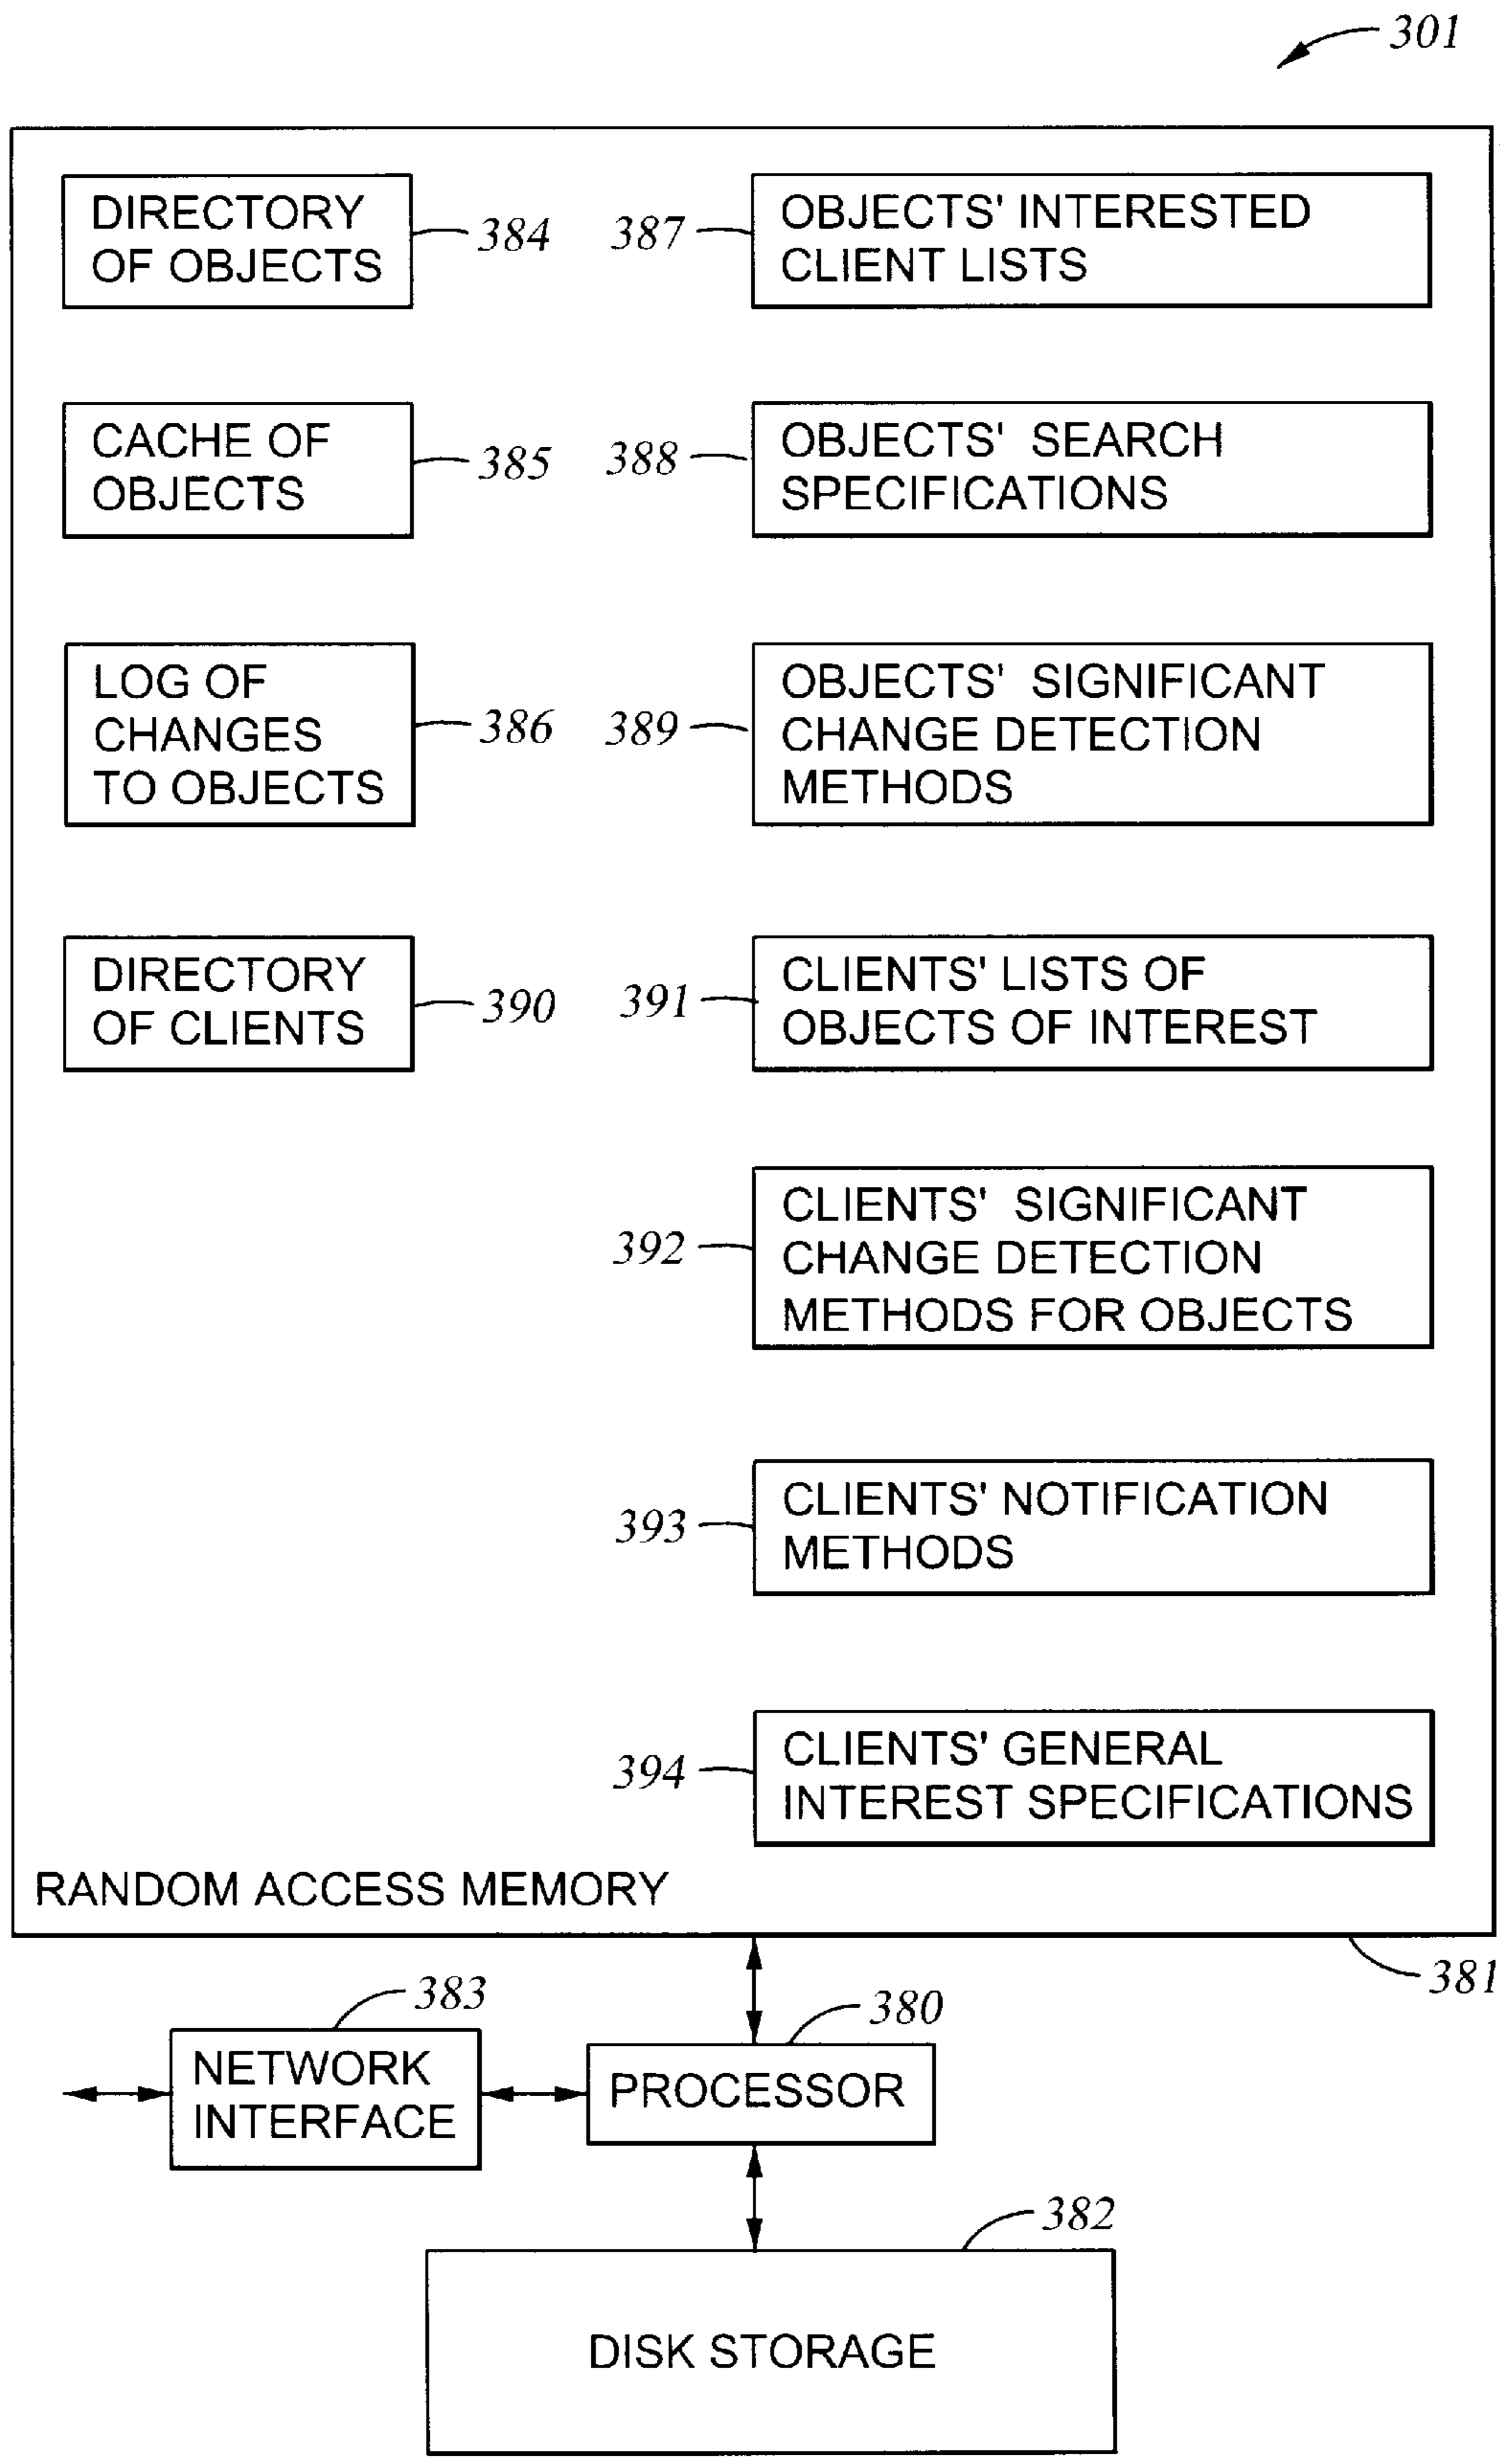 301
DIRECTORY
OF OBJECTS
384
387
OBJECTS' INTERESTED
CLIENT LISTS
CACHE OF
OBJECTS
385
388
OBJECTS' SEARCH
SPECIFICATIONS
LOG OF
CHANGES
TO OBJECTS
386
389
OBJECTS' SIGNIFICANT
CHANGE DETECTION
METHODS
DIRECTORY
OF CLIENTS
390
391
CLIENTS' LISTS OF
OBJECTS OF INTEREST
392
CLIENTS' SIGNIFICANT
CHANGE DETECTION
METHODS FOR OBJECTS
393
CLIENTS' NOTIFICATION
METHODS
394
CLIENTS' GENERAL
INTEREST SPECIFICATIONS
RANDOM ACCESS MEMORY
381
383
NETWORK
INTERFACE
380
PROCESSOR
382
DISK STORAGE